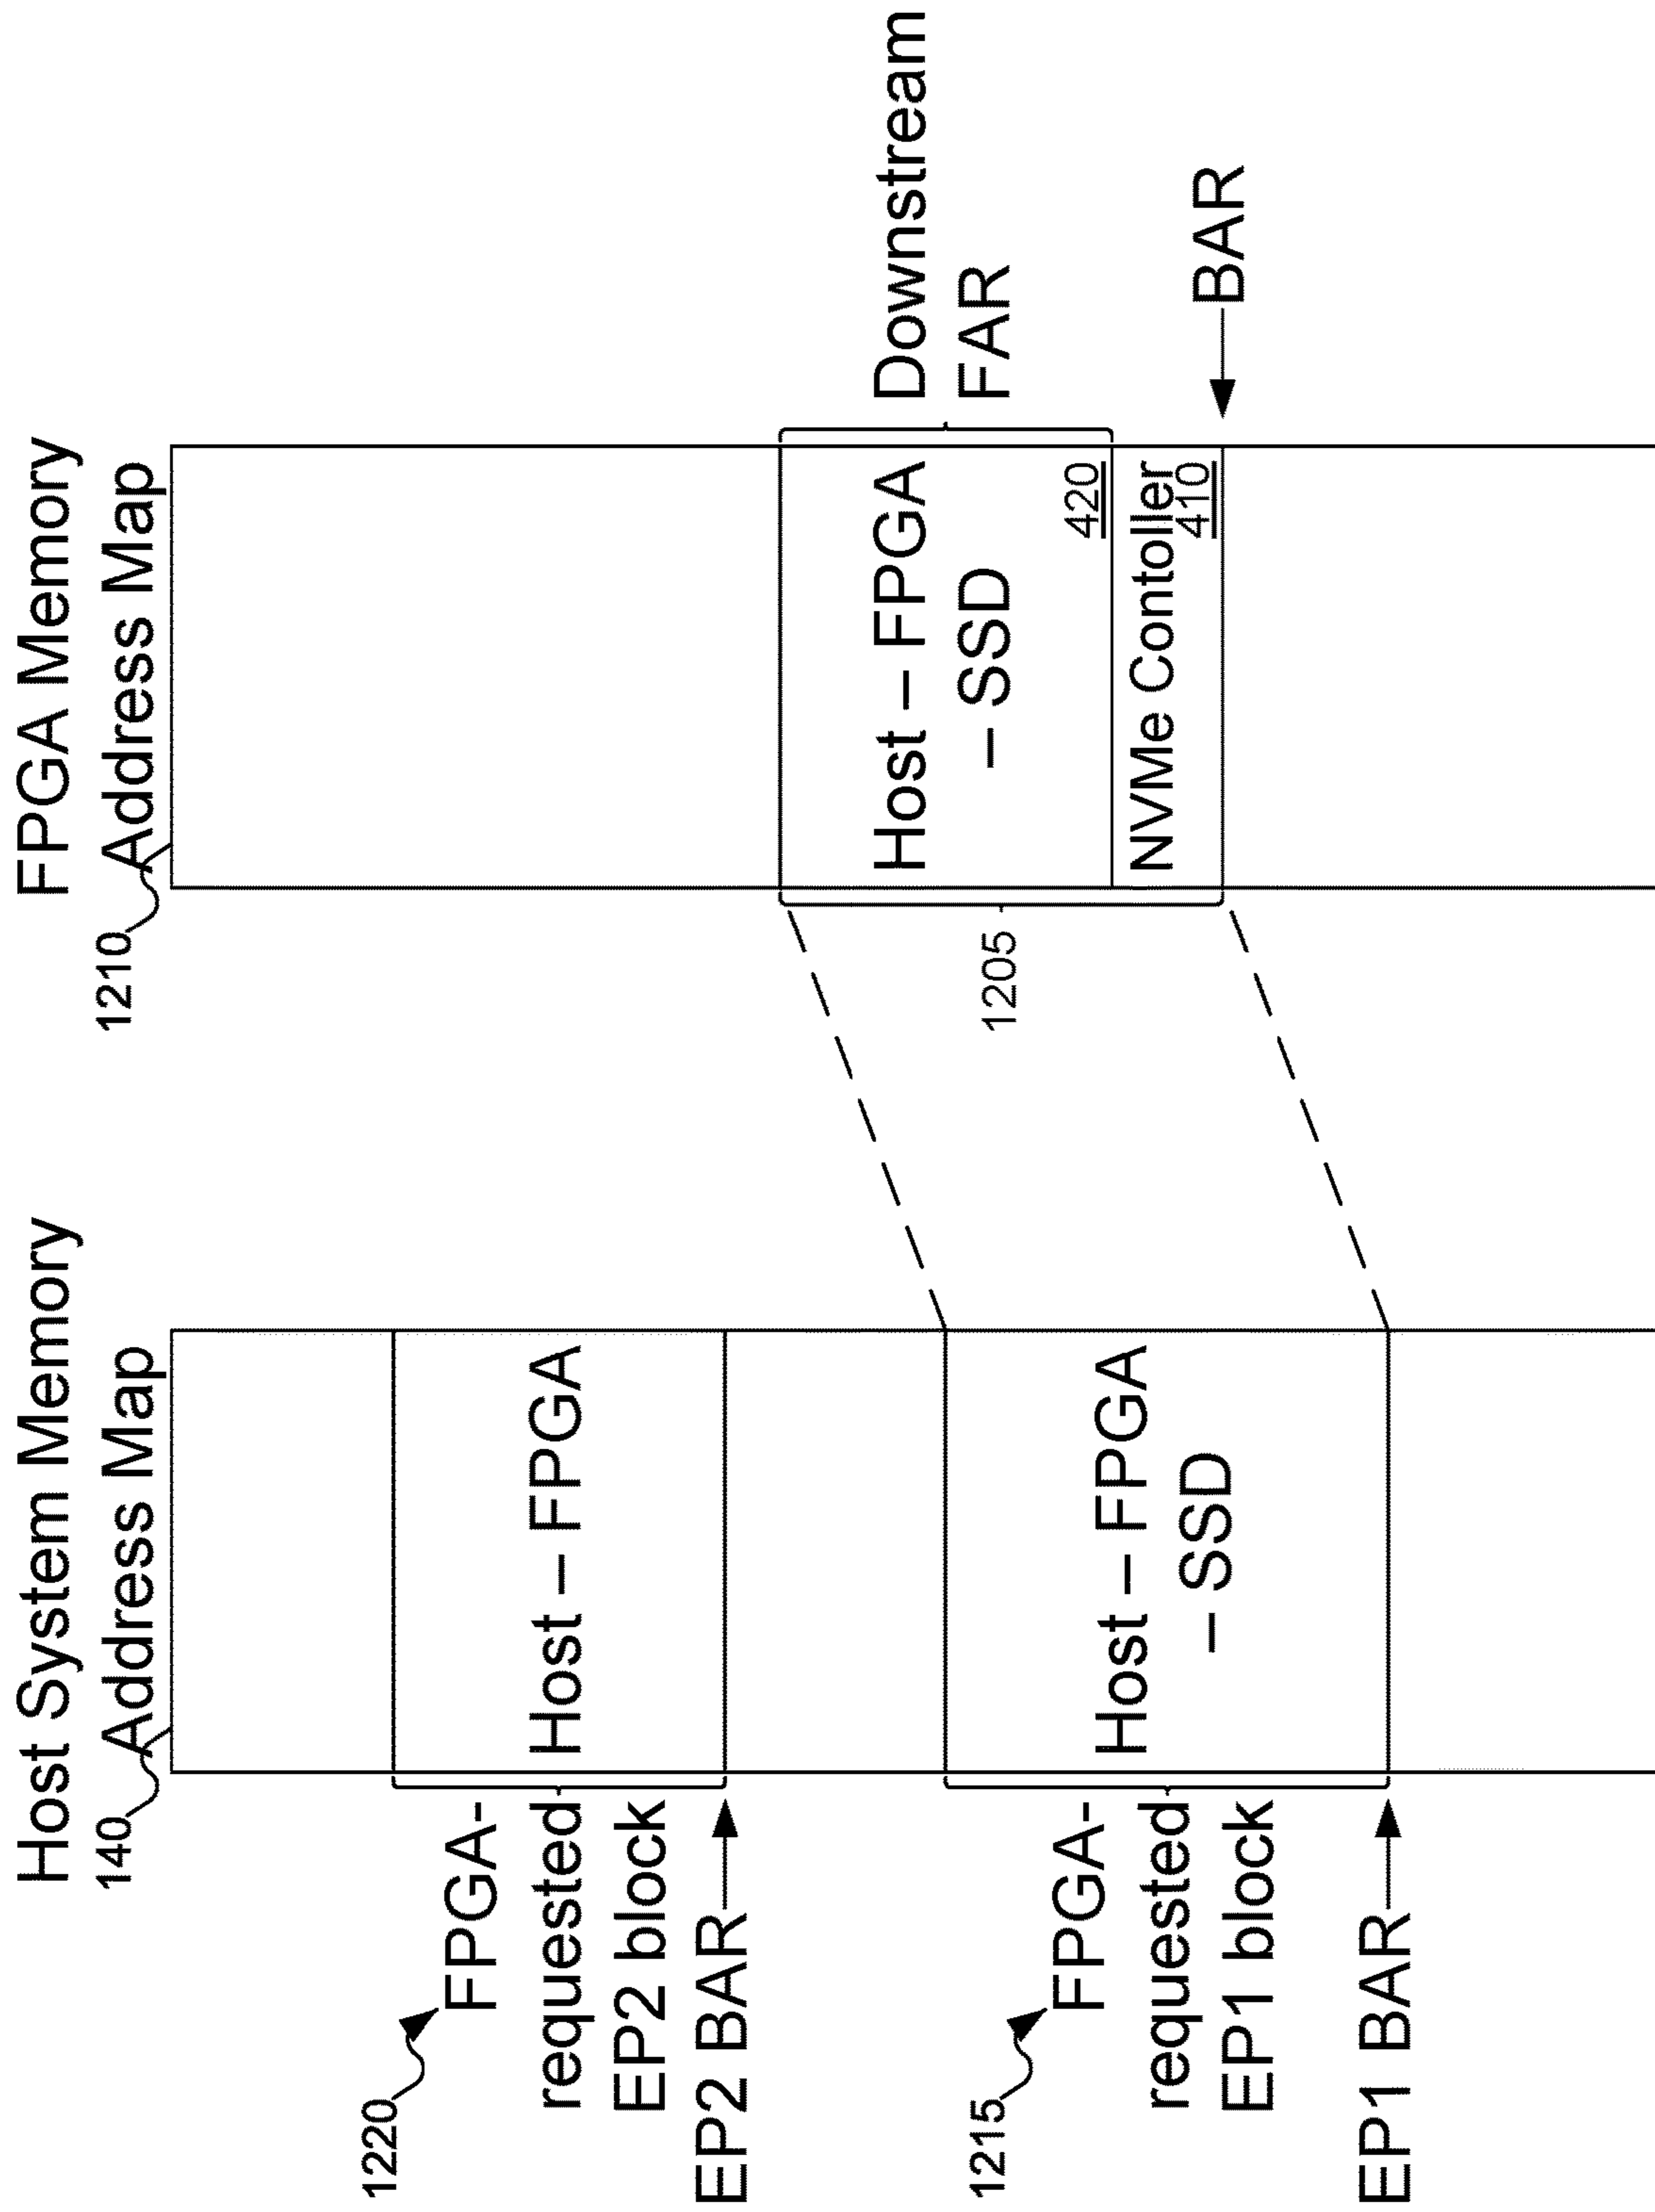 Host System Memory
Address Map
140
1220
FPGA-
requested
EP2 block
EP2 BAR
Host – FPGA
1215
FPGA-
requested
EP1 block
EP1 BAR
Host – FPGA
– SSD
FPGA Memory
Address Map
1210
1205
Host – FPGA
– SSD
420
NVMe Contoller
410
Downstream
FAR
BAR